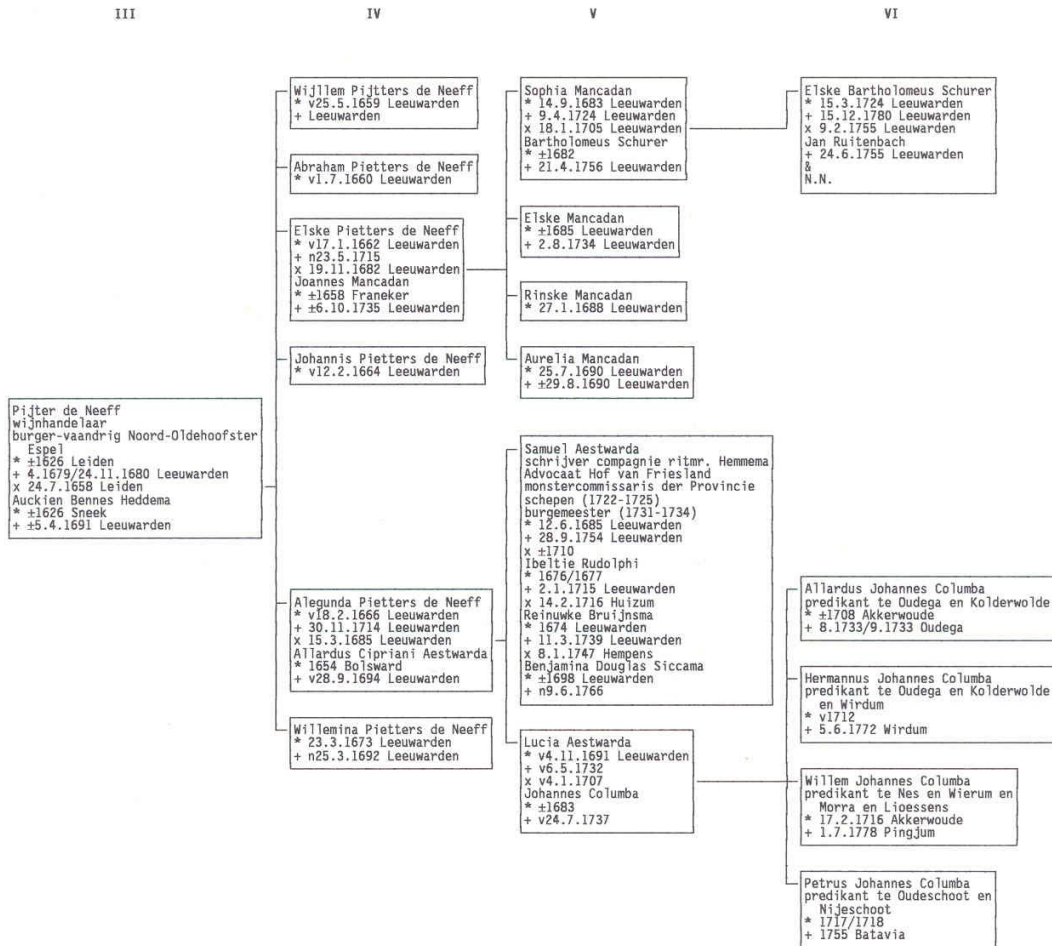 III
IV
V
VI
Wijllem Pijtters de Neeff
* v25.5.1659 Leeuwarden
+ Leeuwarden
Abraham Pietters de Neeff
* v1.7.1660 Leeuwarden
Elske Pietters de Neeff
* v17.1.1662 Leeuwarden
+ n23.5.1715
x 19.11.1682 Leeuwarden
Joannes Mancadan
* ±1658 Franeker
+ ±6.10.1735 Leeuwarden
Johannis Pietters de Neeff
* v12.2.1664 Leeuwarden
Pijter de Neeff
wijnhandelaar
burger-vaandrig Noord-Oldehoofster
Espel
* ±1626 Leiden
+ 4.1679/24.11.1680 Leeuwarden
x 24.7.1658 Leiden
Auckien Bennes Heddema
* ±1626 Sneek
+ ±5.4.1691 Leeuwarden
Alegunda Pietters de Neeff
* v18.2.1666 Leeuwarden
+ 30.11.1714 Leeuwarden
x 15.3.1685 Leeuwarden
Allardus Cipriani Aestwarda
* 1654 Bolsward
+ v28.9.1694 Leeuwarden
Willemina Pietters de Neeff
* 23.3.1673 Leeuwarden
+ n25.3.1692 Leeuwarden
Sophia Mancadan
* 14.9.1683 Leeuwarden
+ 9.4.1724 Leeuwarden
x 18.1.1705 Leeuwarden
Bartholomeus Schurer
* ±1682
+ 21.4.1756 Leeuwarden
Elske Mancadan
* ±1685 Leeuwarden
+ 2.8.1734 Leeuwarden
Rinske Mancadan
* 27.1.1688 Leeuwarden
Aurelia Mancadan
* 25.7.1690 Leeuwarden
+ ±29.8.1690 Leeuwarden
Samuel Aestwarda
schrijver compagnie ritmr. Hemmema
Advocaat Hof van Friesland
monstercommissaris der Provincie
schepen (1722-1725)
burgemeester (1731-1734)
* 12.6.1685 Leeuwarden
+ 28.9.1754 Leeuwarden
x ±1710
Ibeltie Rudolphi
* 1676/1677
+ 2.1.1715 Leeuwarden
x 14.2.1716 Huizum
Reinuwke Bruijnsma
* 1674 Leeuwarden
+ 11.3.1739 Leeuwarden
x 8.1.1747 Hempens
Benjamina Douglas Siccama
* ±1698 Leeuwarden
+ n9.6.1766
Lucia Aestwarda
* v4.11.1691 Leeuwarden
+ v6.5.1732
x v4.1.1707
Johannes Columba
* ±1683
+ v24.7.1737
Elske Bartholomeus Schurer
* 15.3.1724 Leeuwarden
+ 15.12.1780 Leeuwarden
x 9.2.1755 Leeuwarden
Jan Ruitenbach
+ 24.6.1755 Leeuwarden
&
N.N.
Allardus Johannes Columba
predikant te Oudega en Kolderwolde
* ±1708 Akkerwoude
+ 8.1733/9.1733 Oudega
Hermannus Johannes Columba
predikant te Oudega en Kolderwolde
en Wirdum
* v1712
+ 5.6.1772 Wirdum
Willem Johannes Columba
predikant te Nes en Wierum en
Morra en Lioessens
* 17.2.1716 Akkerwoude
+ 1.7.1778 Pingjum
Petrus Johannes Columba
predikant te Oudeschoot en
Nijeschoot
* 1717/1718
+ 1755 Batavia